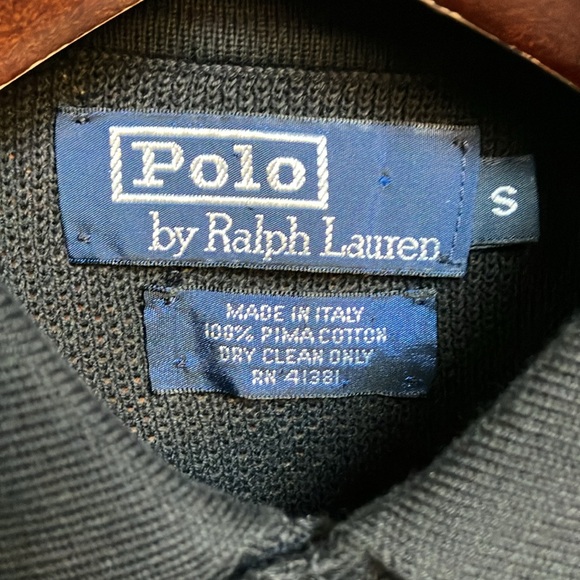 Polo
by Ralph Lauren
S
MADE IN ITALY
100% PIMA COTTON
DRY CLEAN ONLY
RN 41381